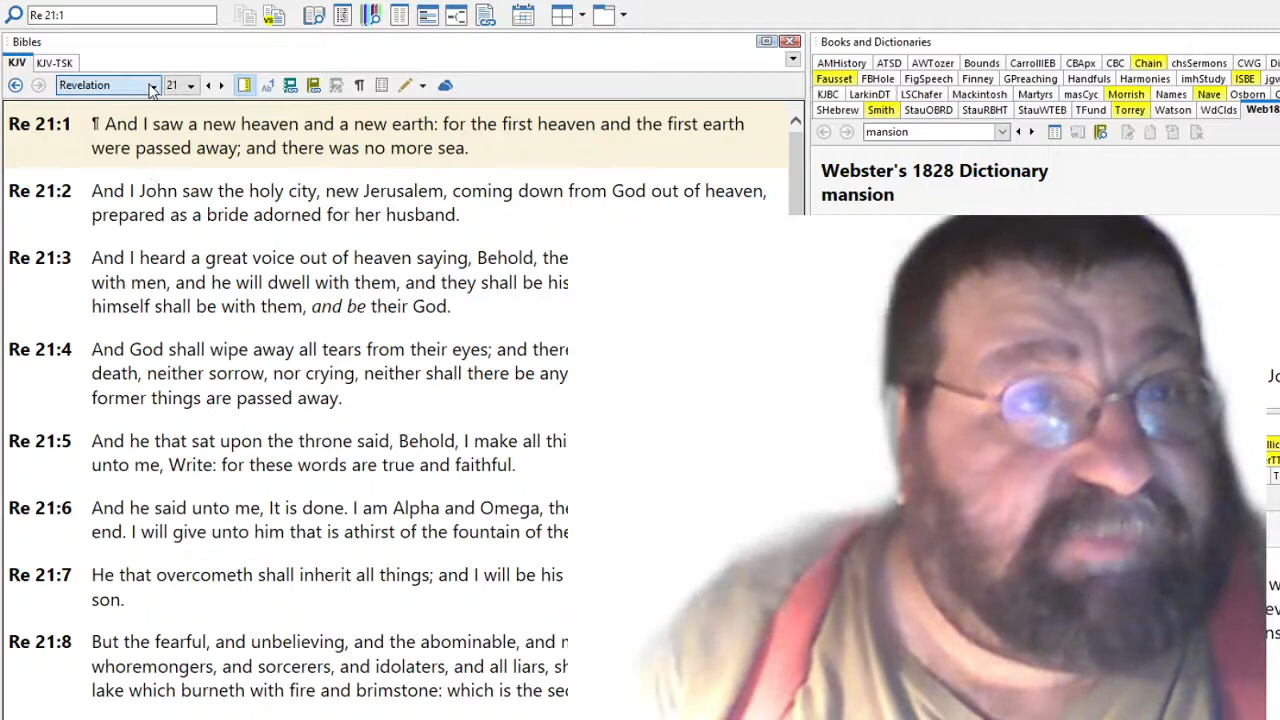 Re 21:1
VS
Bibles
KJV KJV-TSK
Revelation 21
Re 21:1 ¶ And I saw a new heaven and a new earth: for the first heaven and the first earth
were passed away; and there was no more sea.
Re 21:2 And I John saw the holy city, new Jerusalem, coming down from God out of heaven,
prepared as a bride adorned for her husband.
Re 21:3 And I heard a great voice out of heaven saying, Behold, the
with men, and he will dwell with them, and they shall be his
himself shall be with them, and be their God.
Re 21:4 And God shall wipe away all tears from their eyes; and there
death, neither sorrow, nor crying, neither shall there be any
former things are passed away.
Re 21:5 And he that sat upon the throne said, Behold, I make all thi
unto me, Write: for these words are true and faithful.
Re 21:6 And he said unto me, It is done. I am Alpha and Omega, the
end. I will give unto him that is athirst of the fountain of the
Re 21:7 He that overcometh shall inherit all things; and I will be his
son.
Re 21:8 But the fearful, and unbelieving, and the abominable, and m
whoremongers, and sorcerers, and idolaters, and all liars, sh
lake which burneth with fire and brimstone: which is the sec
Books and Dictionaries
AMHistory ATSD AWTozer Bounds CarrollEB CBApx CBC Chain chsSermons CWG Di
Fausset FBHole FigSpeech Finney GPWeekly Handfuls Harmonies imhStudy ISBE jgw
KJBC LarkinDT LSChafer Mackintosh Martyrs masCyc Morrish Names Nave Osborn
SHebrew Smith StauOBRD StauRBHT StauWTEB TFund Torrey Watson WdClds Web18
mansion
Webster's 1828 Dictionary
mansion